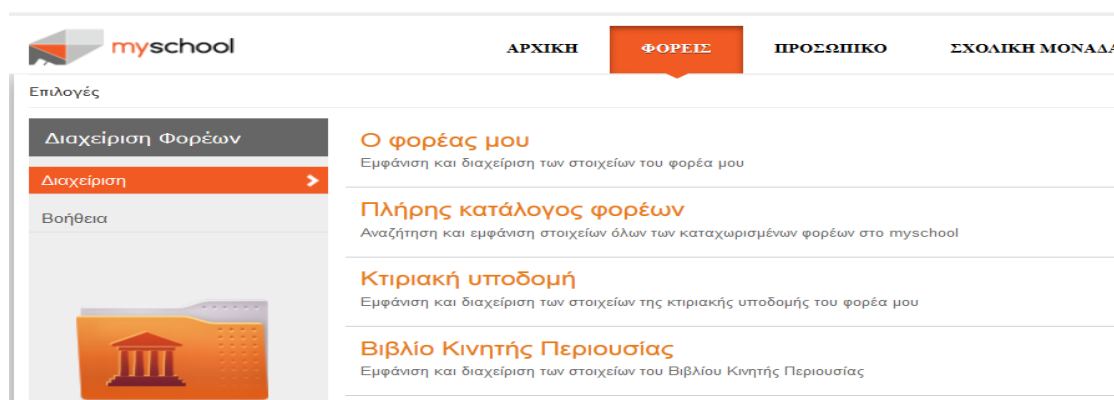 myschool
ΑΡΧΙΚΗ ΦΟΡΕΙΣ ΠΡΟΣΩΠΙΚΟ ΣΧΟΛΙΚΗ ΜΟΝΑΔΑ
Επιλογές
Διαχείριση Φορέων
Διαχείριση
Βοήθεια
Ο φορέας μου
Εμφάνιση και διαχείριση των στοιχείων του φορέα μου
Πλήρης κατάλογος φορέων
Αναζήτηση και εμφάνιση στοιχείων όλων των καταχωρισμένων φορέων στο myschool
Κτιριακή υποδομή
Εμφάνιση και διαχείριση των στοιχείων της κτιριακής υποδομής του φορέα μου
Βιβλίο Κινητής Περιουσίας
Εμφάνιση και διαχείριση των στοιχείων του Βιβλίου Κινητής Περιουσίας